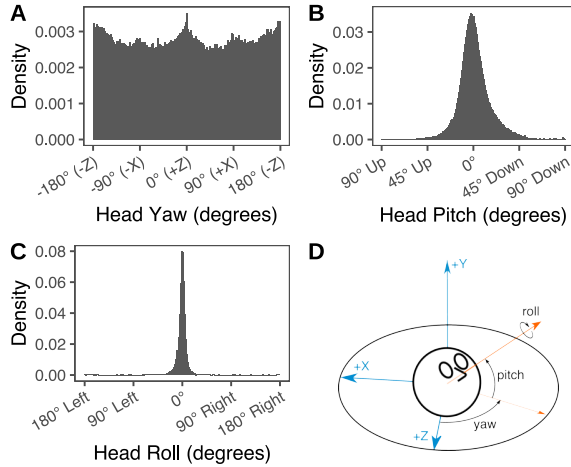 A
Density
0.003
0.002
0.001
0.000
-180° (-Z)
-90° (-X)
0° (+Z)
90° (+X)
180° (-Z)
Head Yaw (degrees)
B
Density
0.03
0.02
0.01
0.00
90° Up
45° Up
0°
45° Down
90° Down
Head Pitch (degrees)
C
Density
0.08
0.06
0.04
0.02
0.00
180° Left
90° Left
0°
90° Right
180° Right
Head Roll (degrees)
D
+Y
roll
+X
pitch
+Z
yaw